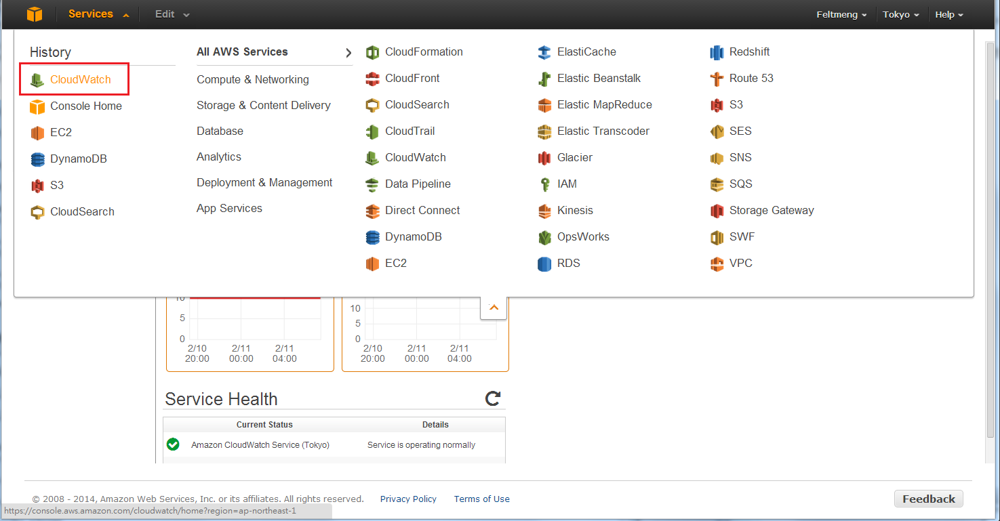 Services
Edit
Feltmeng
Tokyo
Help
History
CloudWatch
Console Home
EC2
DynamoDB
S3
CloudSearch
All AWS Services
Compute & Networking
Storage & Content Delivery
Database
Analytics
Deployment & Management
App Services
CloudFormation
CloudFront
CloudSearch
CloudTrail
CloudWatch
Data Pipeline
Direct Connect
DynamoDB
EC2
ElastiCache
Elastic Beanstalk
Elastic MapReduce
Elastic Transcoder
Glacier
IAM
Kinesis
OpsWorks
RDS
Redshift
Route 53
S3
SES
SNS
SQS
Storage Gateway
SWF
VPC
10
5
0
2/10 2/11 2/11
20:00 00:00 04:00
10
5
0
2/10 2/11 2/11
20:00 00:00 04:00
Service Health
Current Status Details
Amazon CloudWatch Service (Tokyo) Service is operating normally
© 2008 - 2014, Amazon Web Services, Inc. or its affiliates. All rights reserved. Privacy Policy Terms of Use
Feedback
https://console.aws.amazon.com/cloudwatch/home?region=ap-northeast-1